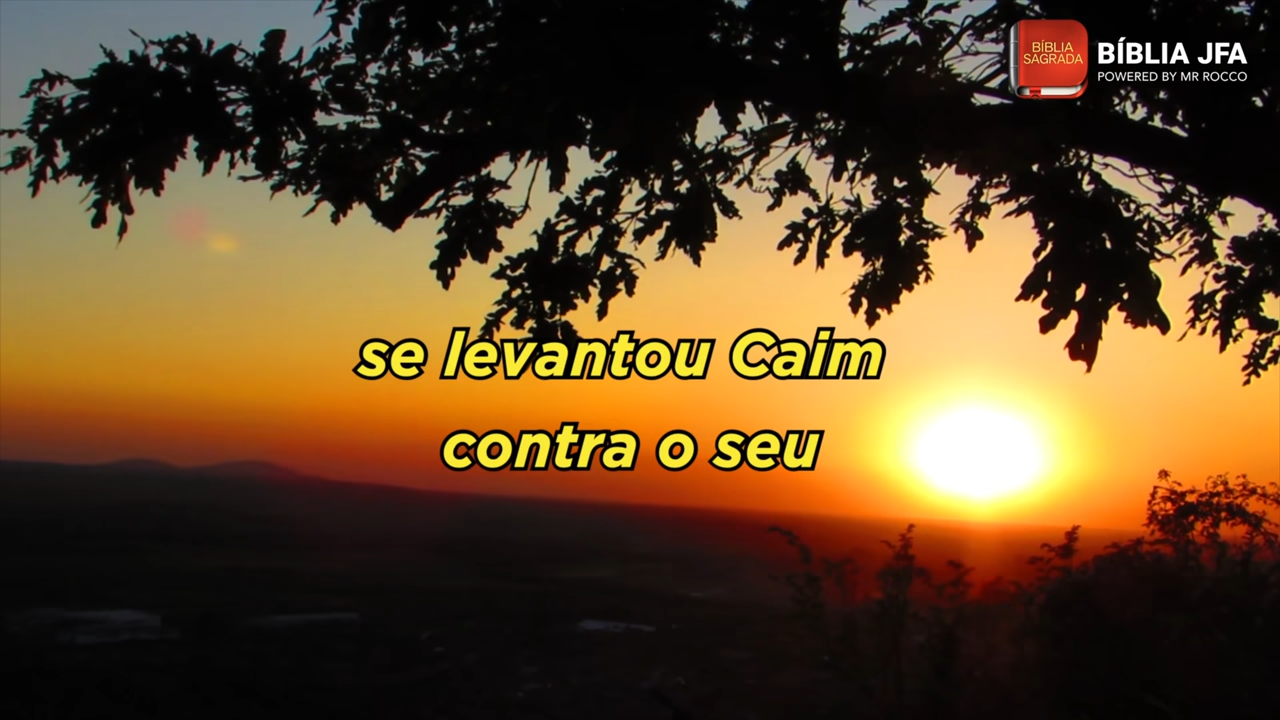 BÍBLIA
SAGRADA
BÍBLIA JFA
POWERED BY MR ROCCO
se levantou Caim
contra o seu